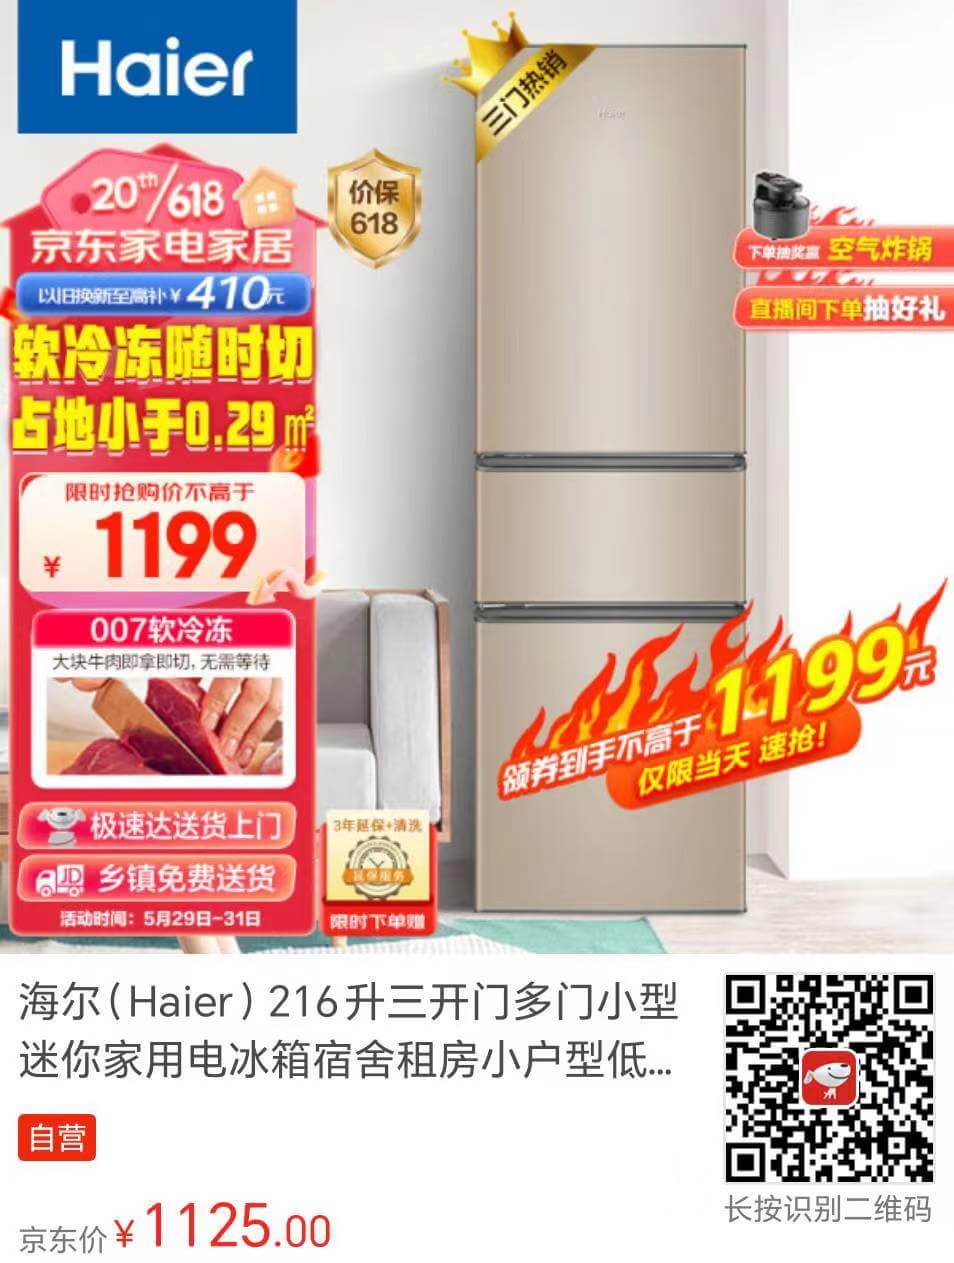 Haier
三门热销
Haier
20th/618
京东家电家居
价保
618
下单抽奖赢 空气炸锅
直播间下单抽好礼
以旧换新至高补¥410元
软冷冻随时切
占地小于0.29㎡
限时抢购价不高于
¥1199
007软冷冻
大块牛肉即拿即切,无需等待
领券到手不高于1199元
仅限当天 速抢!
极速达送货上门
JD 乡镇免费送货
活动时间:5月29日-31日
3年延保+清洗
延保服务
限时下单赠
海尔(Haier)216升三开门多门小型
迷你家用电冰箱宿舍租房小户型低...
自营
京东价¥1125.00
长按识别二维码